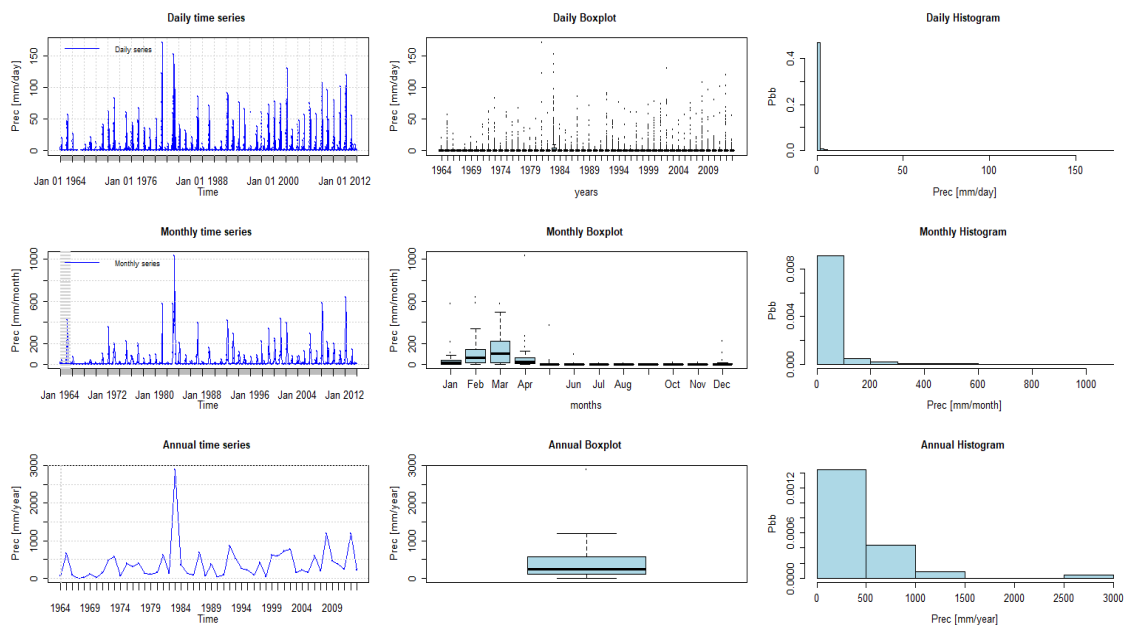 Daily time series
Prec [mm/day]
0 50 100 150
Daily series
Jan 01 1964 Jan 01 1976 Jan 01 1988 Jan 01 2000 Jan 01 2012
Time
Daily Boxplot
Prec [mm/day]
0 50 100 150
1964 1969 1974 1979 1984 1989 1994 1999 2004 2009
years
Daily Histogram
Pbb
0.0 0.2 0.4
0 50 100 150
Prec [mm/day]
Monthly time series
Prec [mm/month]
0 200 600 1000
Monthly series
Jan 1964 Jan 1972 Jan 1980 Jan 1988 Jan 1996 Jan 2004 Jan 2012
Time
Monthly Boxplot
Prec [mm/month]
0 200 600 1000
Jan Feb Mar Apr Jun Jul Aug Oct Nov Dec
months
Monthly Histogram
Pbb
0.000 0.004 0.008
0 200 400 600 800 1000
Prec [mm/month]
Annual time series
Prec [mm/year]
0 1000 2000 3000
1964 1969 1974 1979 1984 1989 1994 1999 2004 2009
Time
Annual Boxplot
Prec [mm/year]
0 1000 2000 3000
Annual Histogram
Pbb
0.0000 0.0006 0.0012
0 500 1000 1500 2000 2500 3000
Prec [mm/year]